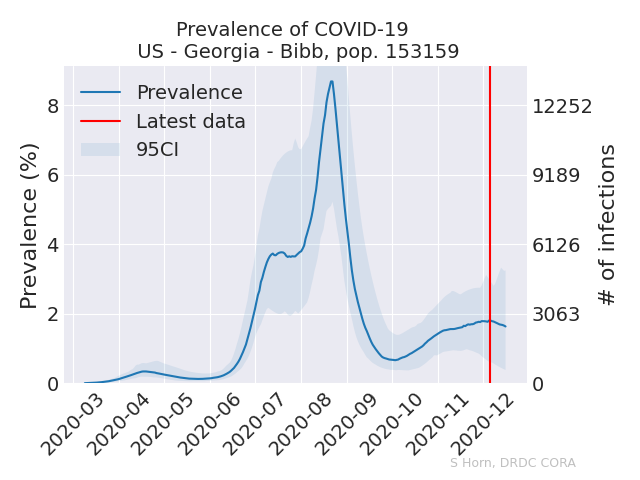 Prevalence of COVID-19
US - Georgia - Bibb, pop. 153159
Prevalence
Latest data
95CI
Prevalence (%)
8
6
4
2
0
12252
9189
6126
3063
0
# of infections
2020-03
2020-04
2020-05
2020-06
2020-07
2020-08
2020-09
2020-10
2020-11
2020-12
S Horn, DRDC CORA